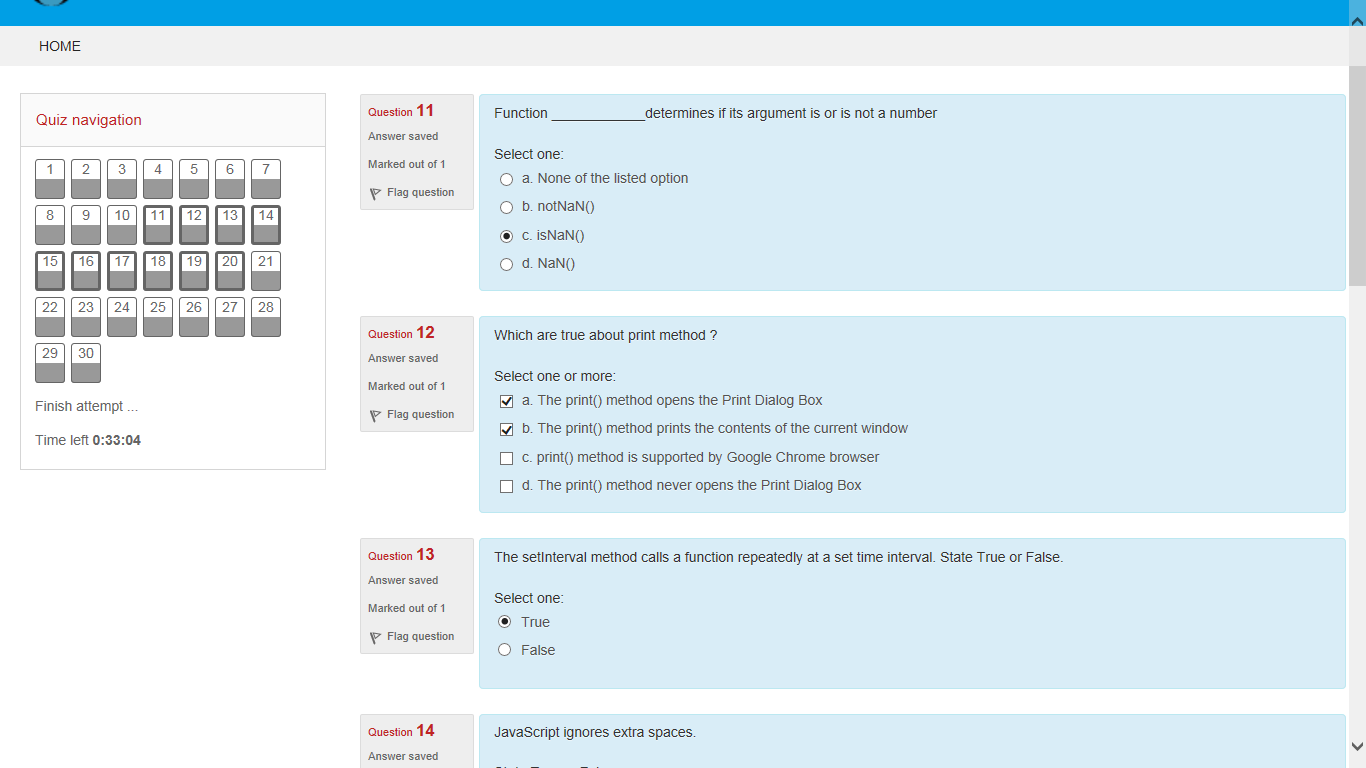 HOME
Quiz navigation
1 2 3 4 5 6 7
8 9 10 11 12 13 14
15 16 17 18 19 20 21
22 23 24 25 26 27 28
29 30
Finish attempt ...
Time left 0:33:04
Question 11
Answer saved
Marked out of 1
Flag question
Function ____________determines if its argument is or is not a number
Select one:
a. None of the listed option
b. notNaN()
c. isNaN()
d. NaN()
Question 12
Answer saved
Marked out of 1
Flag question
Which are true about print method ?
Select one or more:
a. The print() method opens the Print Dialog Box
b. The print() method prints the contents of the current window
c. print() method is supported by Google Chrome browser
d. The print() method never opens the Print Dialog Box
Question 13
Answer saved
Marked out of 1
Flag question
The setInterval method calls a function repeatedly at a set time interval. State True or False.
Select one:
True
False
Question 14
Answer saved
JavaScript ignores extra spaces.